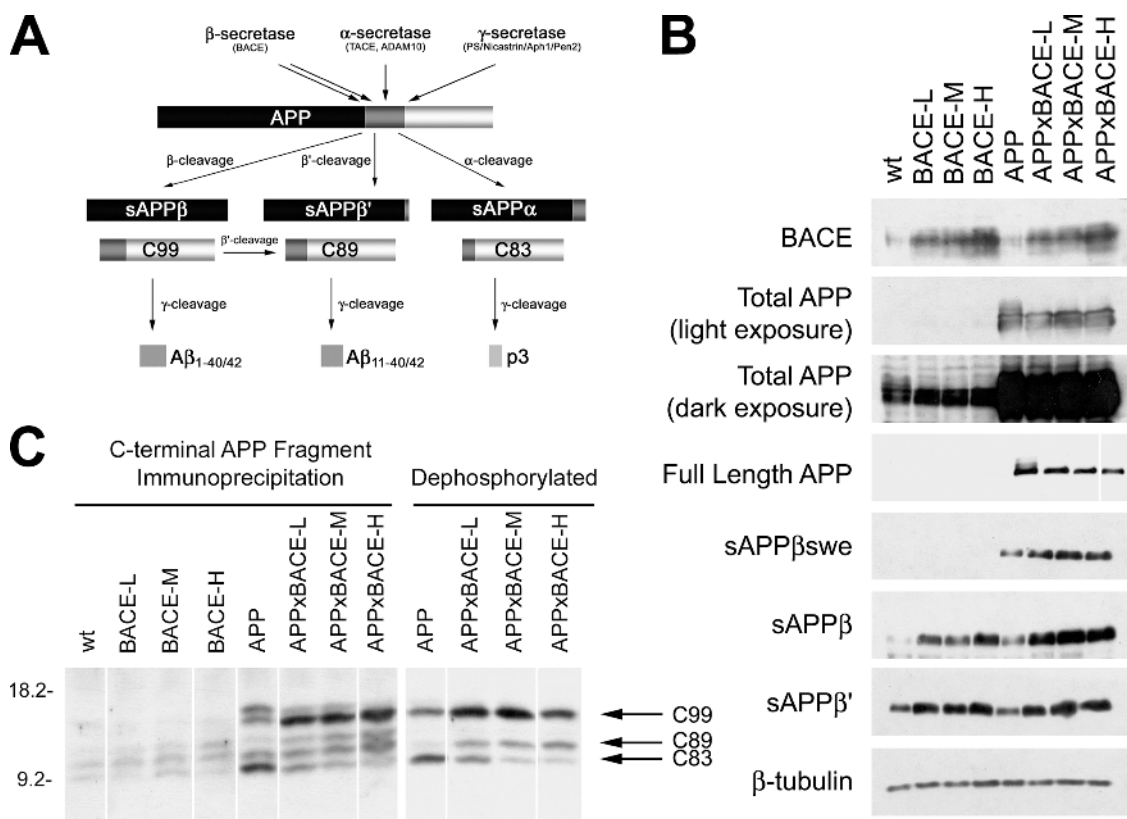 A
β-secretase
(BACE)
α-secretase
(TACE, ADAM10)
γ-secretase
(PS/Nicastrin/Aph1/Pen2)
APP
β-cleavage
β'-cleavage
α-cleavage
sAPPβ
sAPPβ'
sAPPα
C99
β'-cleavage
C89
C83
γ-cleavage
γ-cleavage
γ-cleavage
Aβ1-40/42
Aβ11-40/42
p3
B
wt
BACE-L
BACE-M
BACE-H
APP
APPxBACE-L
APPxBACE-M
APPxBACE-H
BACE
Total APP
(light exposure)
Total APP
(dark exposure)
Full Length APP
sAPPβswe
sAPPβ
sAPPβ'
β-tubulin
C
C-terminal APP Fragment
Immunoprecipitation
Dephosphorylated
wt
BACE-L
BACE-M
BACE-H
APP
APPxBACE-L
APPxBACE-M
APPxBACE-H
APP
APPxBACE-L
APPxBACE-M
APPxBACE-H
18.2-
9.2-
C99
C89
C83